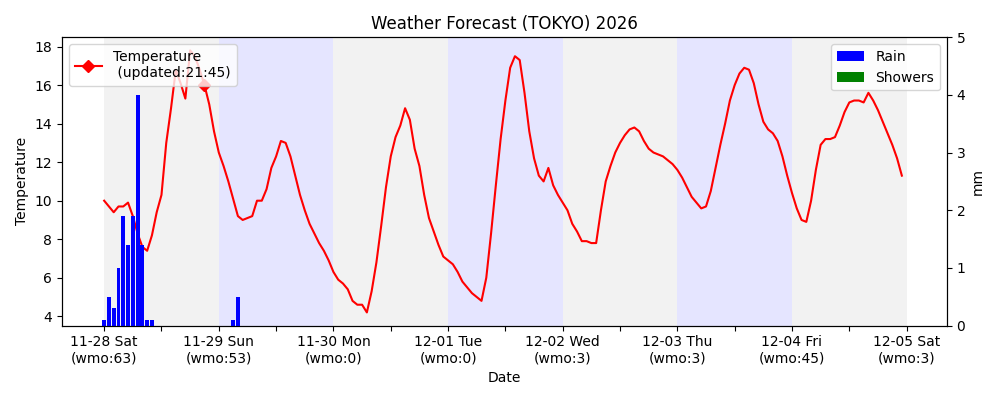 Weather Forecast (TOKYO) 2026
Temperature
(updated:21:45)
Rain
Showers
18
16
14
12
10
8
6
4
Temperature
5
4
3
2
1
0
mm
11-28 Sat
(wmo:63)
11-29 Sun
(wmo:53)
11-30 Mon
(wmo:0)
12-01 Tue
(wmo:0)
12-02 Wed
(wmo:3)
12-03 Thu
(wmo:3)
12-04 Fri
(wmo:45)
12-05 Sat
(wmo:3)
Date